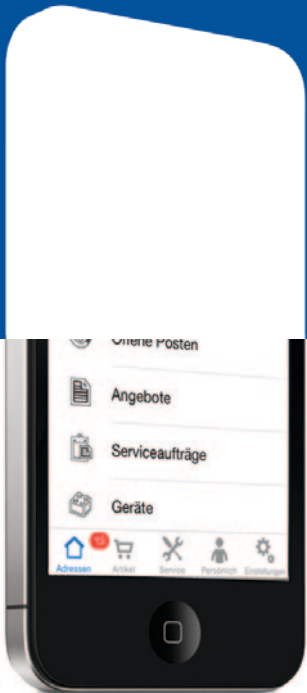 Offene Posten
Angebote
Serviceaufträge
Geräte
Adressen
Artikel
Service
Persönlich
Einstellungen